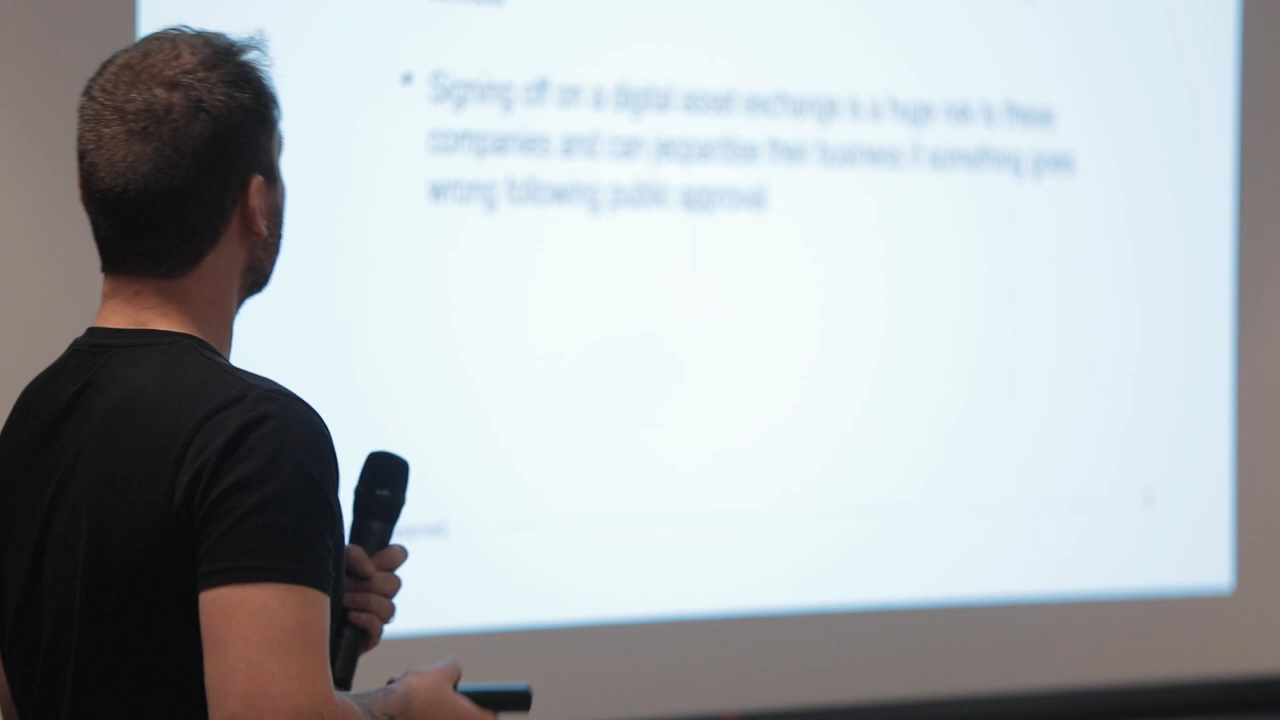 • Signing off on a digital asset exchange is a huge risk to these
companies and can jeopardise their business if something goes
wrong following public approval